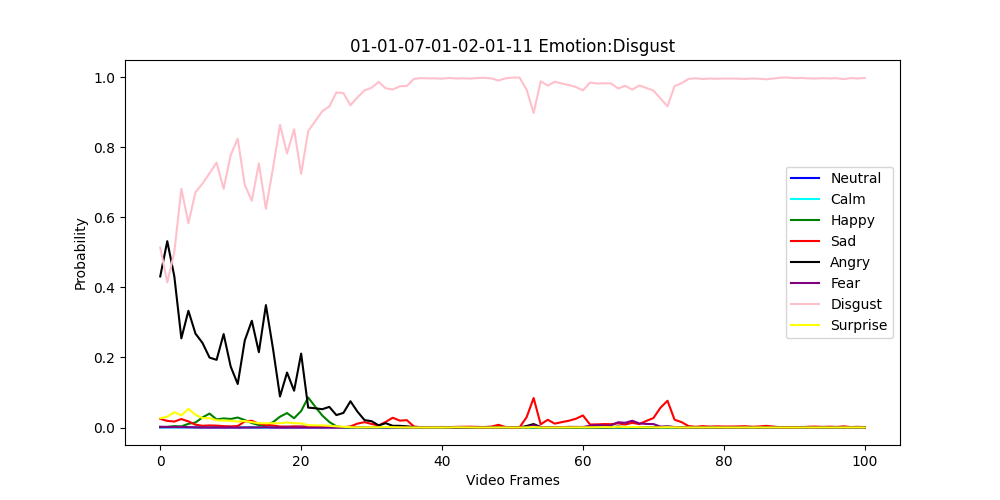 01-01-07-01-02-01-11 Emotion:Disgust
Probability
1.0
0.8
0.6
0.4
0.2
0.0
Neutral
Calm
Happy
Sad
Angry
Fear
Disgust
Surprise
0 20 40 60 80 100
Video Frames